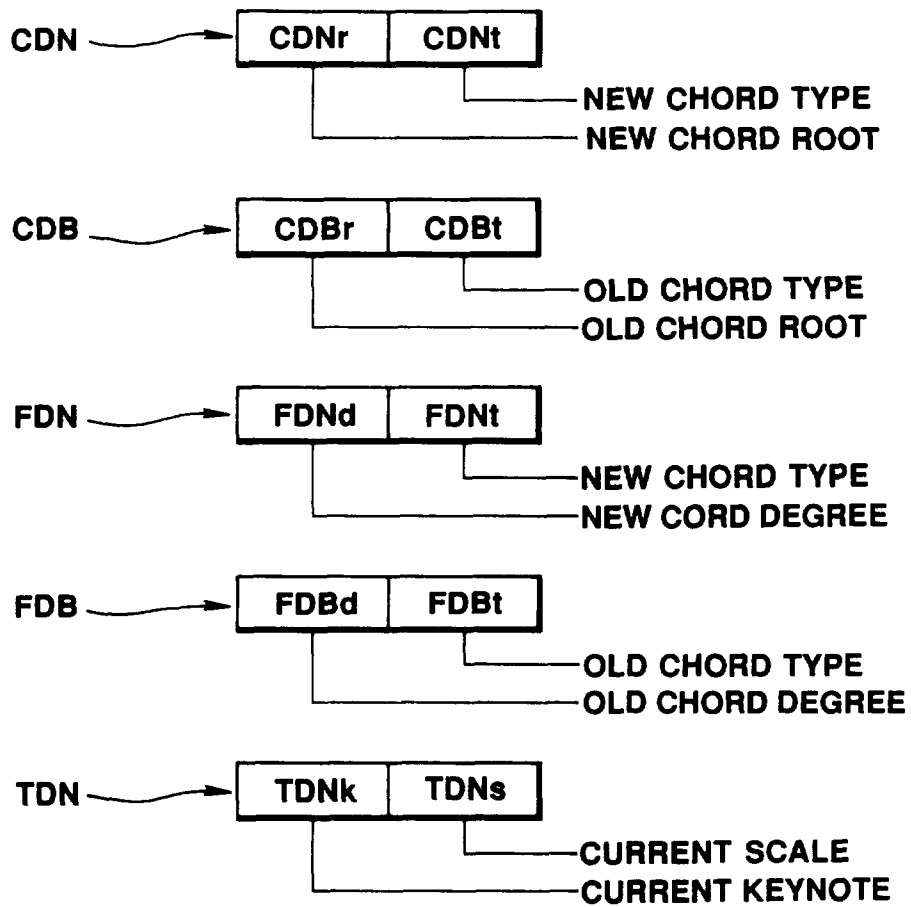 CDN CDNr CDNt
NEW CHORD TYPE
NEW CHORD ROOT
CDB CDBr CDBt
OLD CHORD TYPE
OLD CHORD ROOT
FDN FDNd FDNt
NEW CHORD TYPE
NEW CORD DEGREE
FDB FDBd FDBt
OLD CHORD TYPE
OLD CHORD DEGREE
TDN TDNk TDNs
CURRENT SCALE
CURRENT KEYNOTE